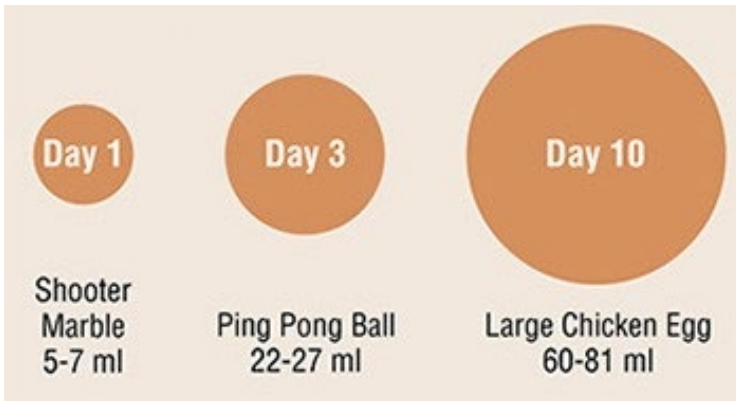 Day 1
Day 3
Day 10
Shooter
Marble
5-7 ml
Ping Pong Ball
22-27 ml
Large Chicken Egg
60-81 ml